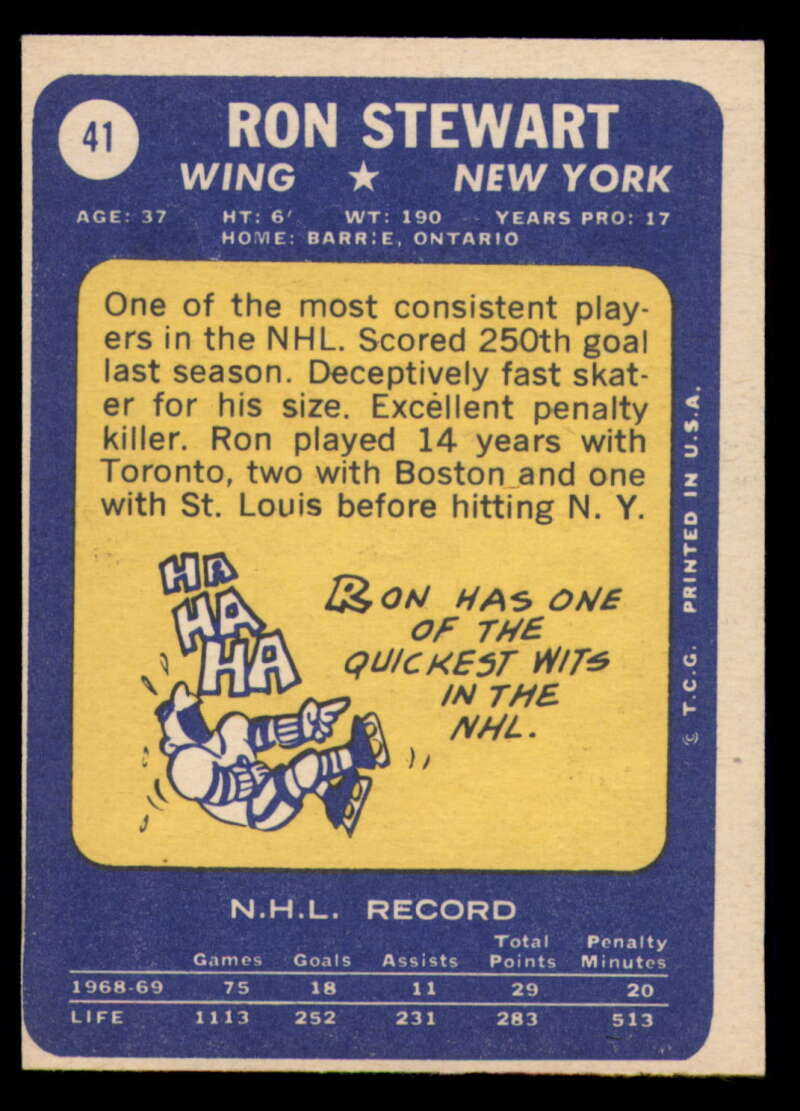 41
RON STEWART
WING ★ NEW YORK
AGE: 37 HT: 6' WT: 190 YEARS PRO: 17
HOME: BARRIE, ONTARIO
One of the most consistent play-
ers in the NHL. Scored 250th goal
last season. Deceptively fast skat-
er for his size. Excellent penalty
killer. Ron played 14 years with
Toronto, two with Boston and one
with St. Louis before hitting N. Y.
HA
HA
HA
RON HAS ONE
OF THE
QUICKEST WITS
IN THE
NHL.
© T.C.G. PRINTED IN U.S.A.
N.H.L. RECORD
Games Goals Assists Total Points Penalty Minutes
1968-69 75 18 11 29 20
LIFE 1113 252 231 283 513